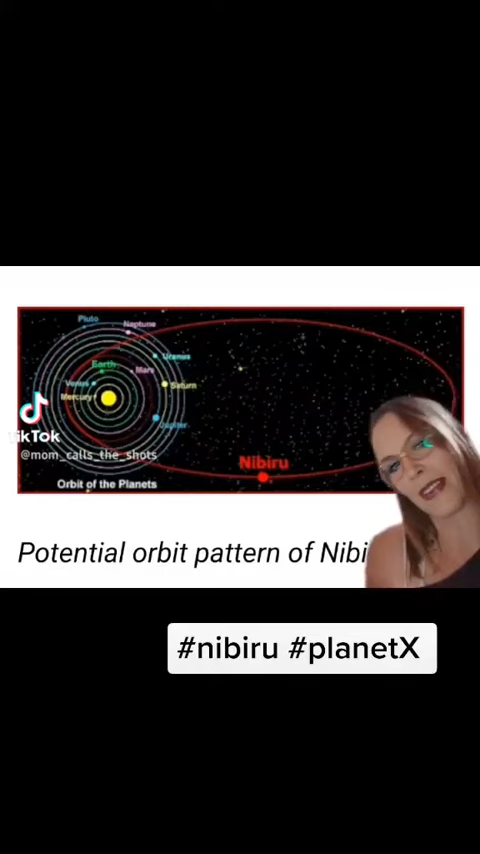 Pluto
Neptune
Uranus
Earth
Mars
Venus
Saturn
Mercury
Jupiter
TikTok
@mom_calls_the_shots
Nibiru
Orbit of the Planets
Potential orbit pattern of Nibi
#nibiru #planetX